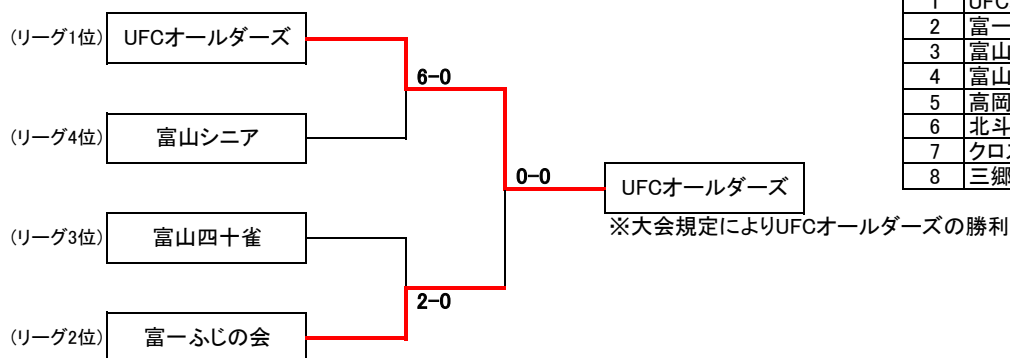 (リーグ1位) UFCオールダーズ
6-0
(リーグ4位) 富山シニア
0-0
UFCオールダーズ
※大会規定によりUFCオールダーズの勝利
(リーグ3位) 富山四十雀
2-0
(リーグ2位) 富一ふじの会
1 UFC
2 富一
3 富山
4 富山
5 高岡
6 北斗
7 クロス
8 三郷